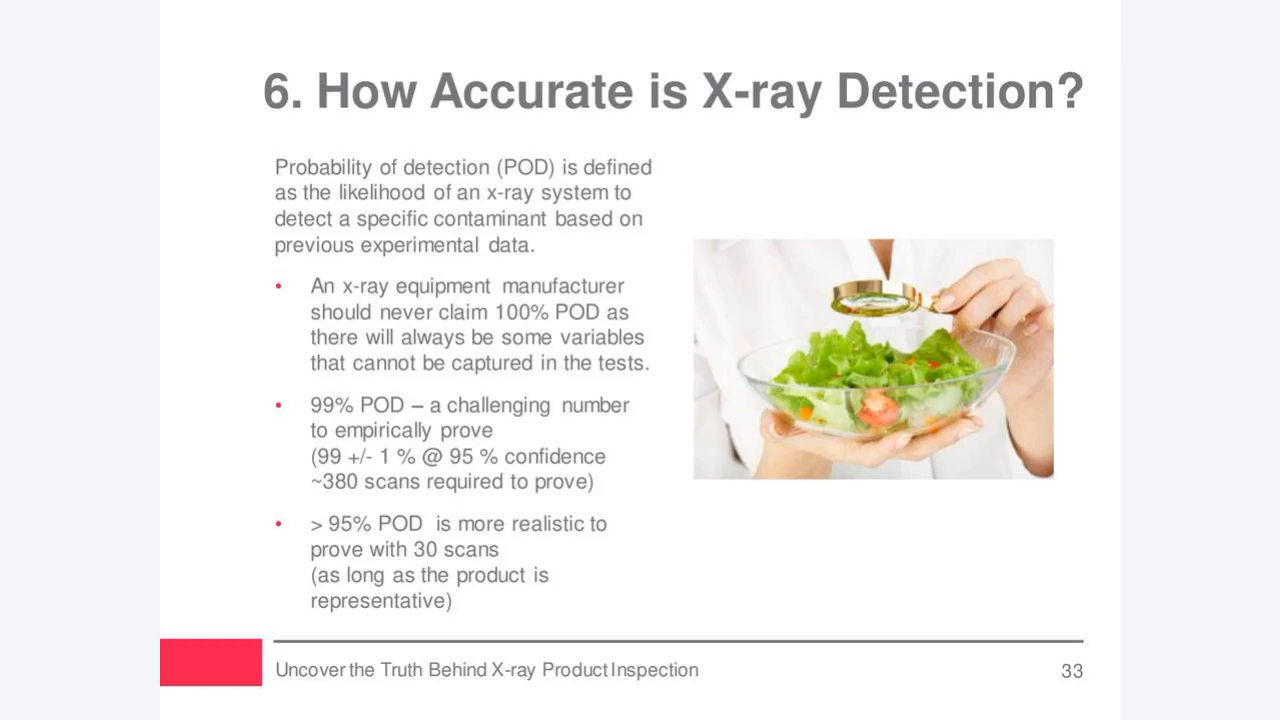 6. How Accurate is X-ray Detection?
Probability of detection (POD) is defined
as the likelihood of an x-ray system to
detect a specific contaminant based on
previous experimental data.
• An x-ray equipment manufacturer
should never claim 100% POD as
there will always be some variables
that cannot be captured in the tests.
• 99% POD – a challenging number
to empirically prove
(99 +/- 1 % @ 95 % confidence
~380 scans required to prove)
• > 95% POD is more realistic to
prove with 30 scans
(as long as the product is
representative)
Uncover the Truth Behind X-ray Product Inspection
33